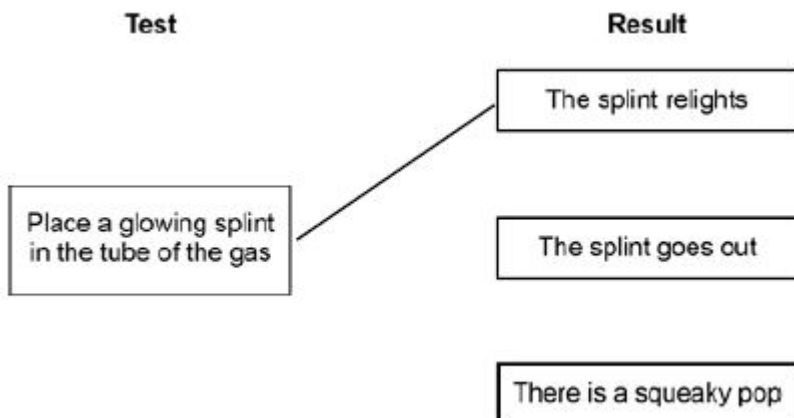 Test
Result
The splint relights
Place a glowing splint
in the tube of the gas
The splint goes out
There is a squeaky pop